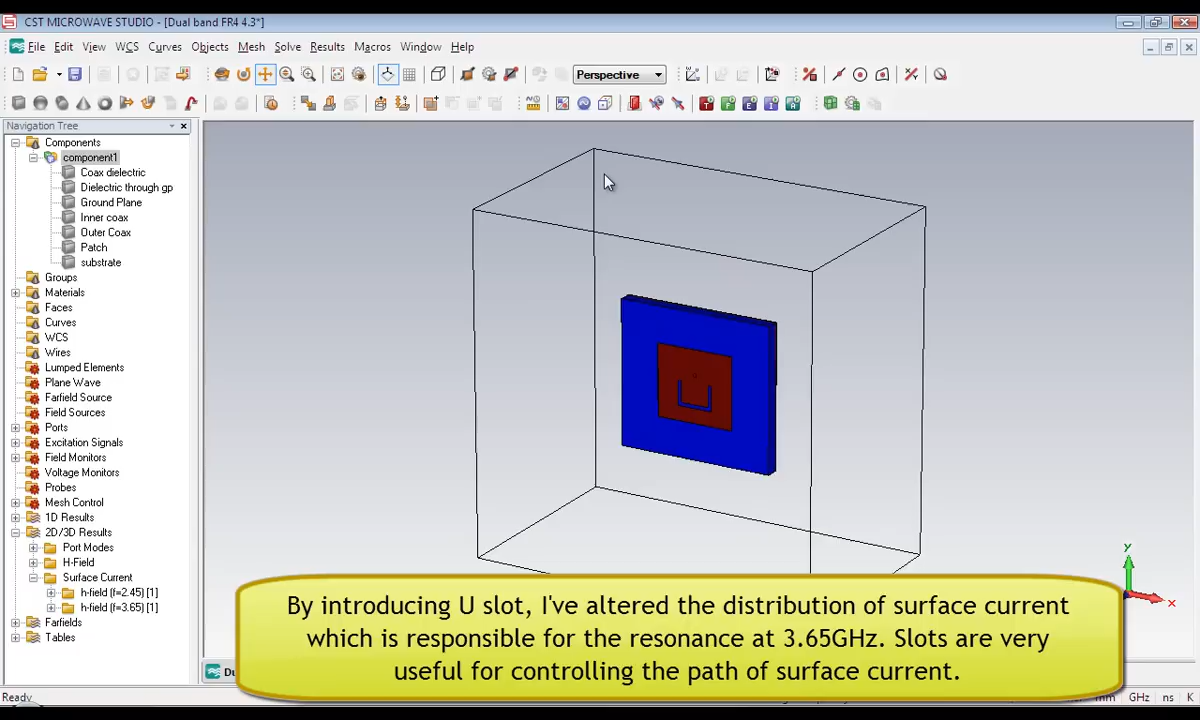 CST MICROWAVE STUDIO - [Dual band FR4 4.3*]
File Edit View WCS Curves Objects Mesh Solve Results Macros Window Help
Perspective
Navigation Tree
Components
component1
Coax dielectric
Dielectric through gp
Ground Plane
Inner coax
Outer Coax
Patch
substrate
Groups
Materials
Faces
Curves
WCS
Wires
Lumped Elements
Plane Wave
Farfield Source
Field Sources
Ports
Excitation Signals
Field Monitors
Voltage Monitors
Probes
Mesh Control
1D Results
2D/3D Results
Port Modes
H-Field
Surface Current
h-field (f=2.45) [1]
h-field (f=3.65) [1]
Farfields
Tables
y
x
By introducing U slot, I've altered the distribution of surface current
which is responsible for the resonance at 3.65GHz. Slots are very
useful for controlling the path of surface current.
Ready
mm GHz ns K